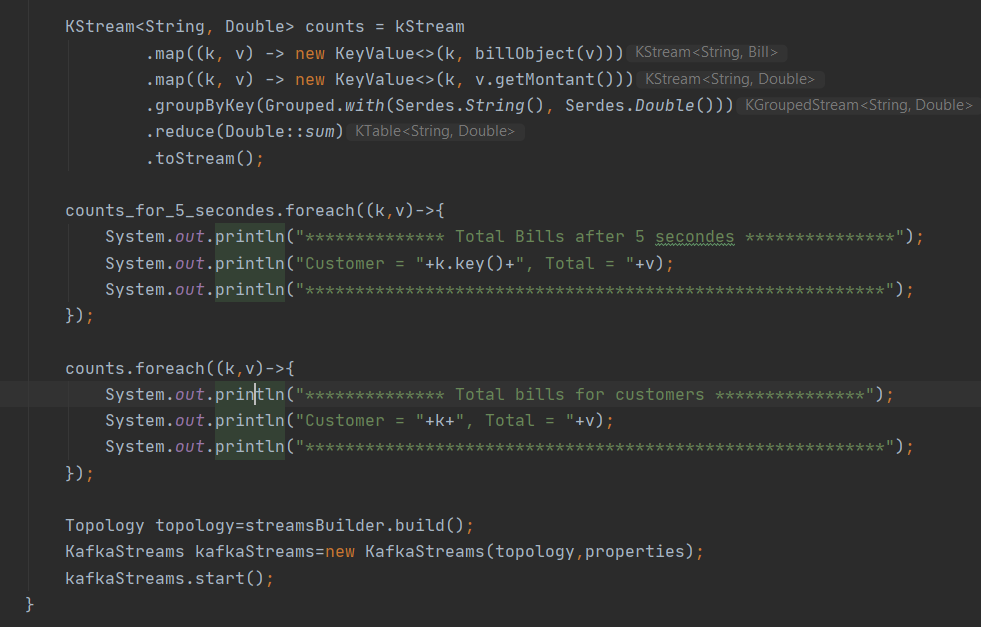 KStream<String, Double> counts = kStream
.map((k, v) -> new KeyValue<>(k, billObject(v))) KStream<String, Bill>
.map((k, v) -> new KeyValue<>(k, v.getMontant())) KStream<String, Double>
.groupByKey(Grouped.with(Serdes.String(), Serdes.Double())) KGroupedStream<String, Double>
.reduce(Double::sum) KTable<String, Double>
.toStream();
counts_for_5_secondes.foreach((k,v)->{
System.out.println("************** Total Bills after 5 secondes ***************");
System.out.println("Customer = "+k.key()+", Total = "+v);
System.out.println("**********************************************************");
});
counts.foreach((k,v)->{
System.out.println("************** Total bills for customers ***************");
System.out.println("Customer = "+k+", Total = "+v);
System.out.println("**********************************************************");
});
Topology topology=streamsBuilder.build();
KafkaStreams kafkaStreams=new KafkaStreams(topology,properties);
kafkaStreams.start();
}